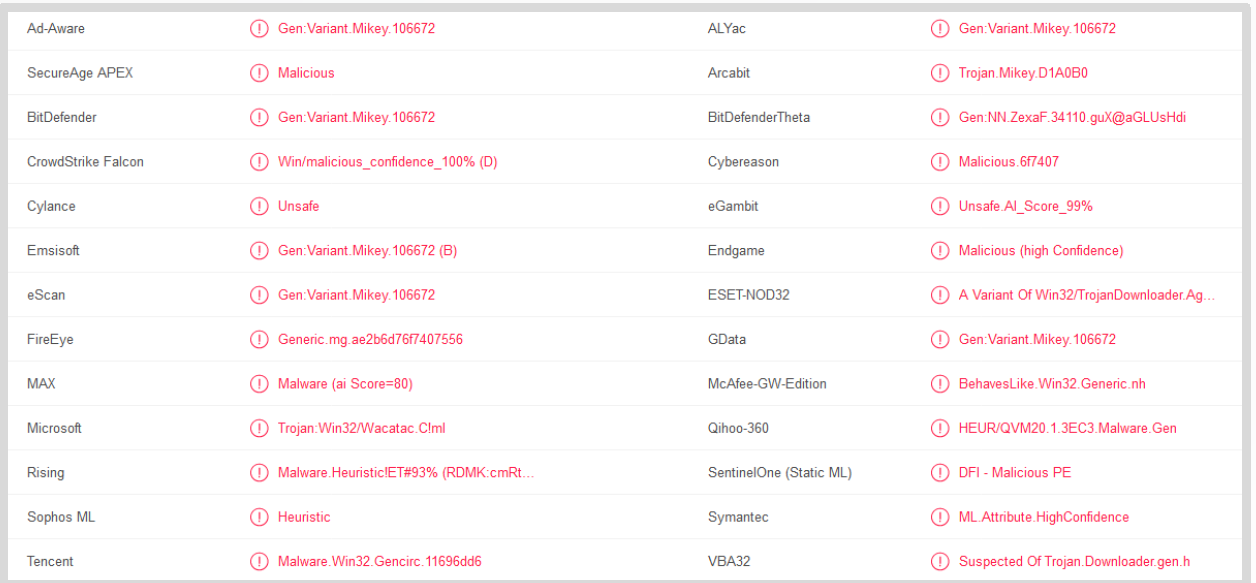 Ad-Aware Gen:Variant.Mikey.106672 ALYac Gen:Variant.Mikey.106672
SecureAge APEX Malicious Arcabit Trojan.Mikey.D1A0B0
BitDefender Gen:Variant.Mikey.106672 BitDefenderTheta Gen:NN.ZexaF.34110.guX@aGLUsHdi
CrowdStrike Falcon Win/malicious_confidence_100% (D) Cybereason Malicious.6f7407
Cylance Unsafe eGambit Unsafe.AI_Score_99%
Emsisoft Gen:Variant.Mikey.106672 (B) Endgame Malicious (high Confidence)
eScan Gen:Variant.Mikey.106672 ESET-NOD32 A Variant Of Win32/TrojanDownloader.Ag...
FireEye Generic.mg.ae2b6d76f7407556 GData Gen:Variant.Mikey.106672
MAX Malware (ai Score=80) McAfee-GW-Edition BehavesLike.Win32.Generic.nh
Microsoft Trojan:Win32/Wacatac.C!ml Qihoo-360 HEUR/QVM20.1.3EC3.Malware.Gen
Rising Malware.Heuristic!ET#93% (RDMK:cmRt... SentinelOne (Static ML) DFI - Malicious PE
Sophos ML Heuristic Symantec ML.Attribute.HighConfidence
Tencent Malware.Win32.Gencirc.11696dd6 VBA32 Suspected Of Trojan.Downloader.gen.h